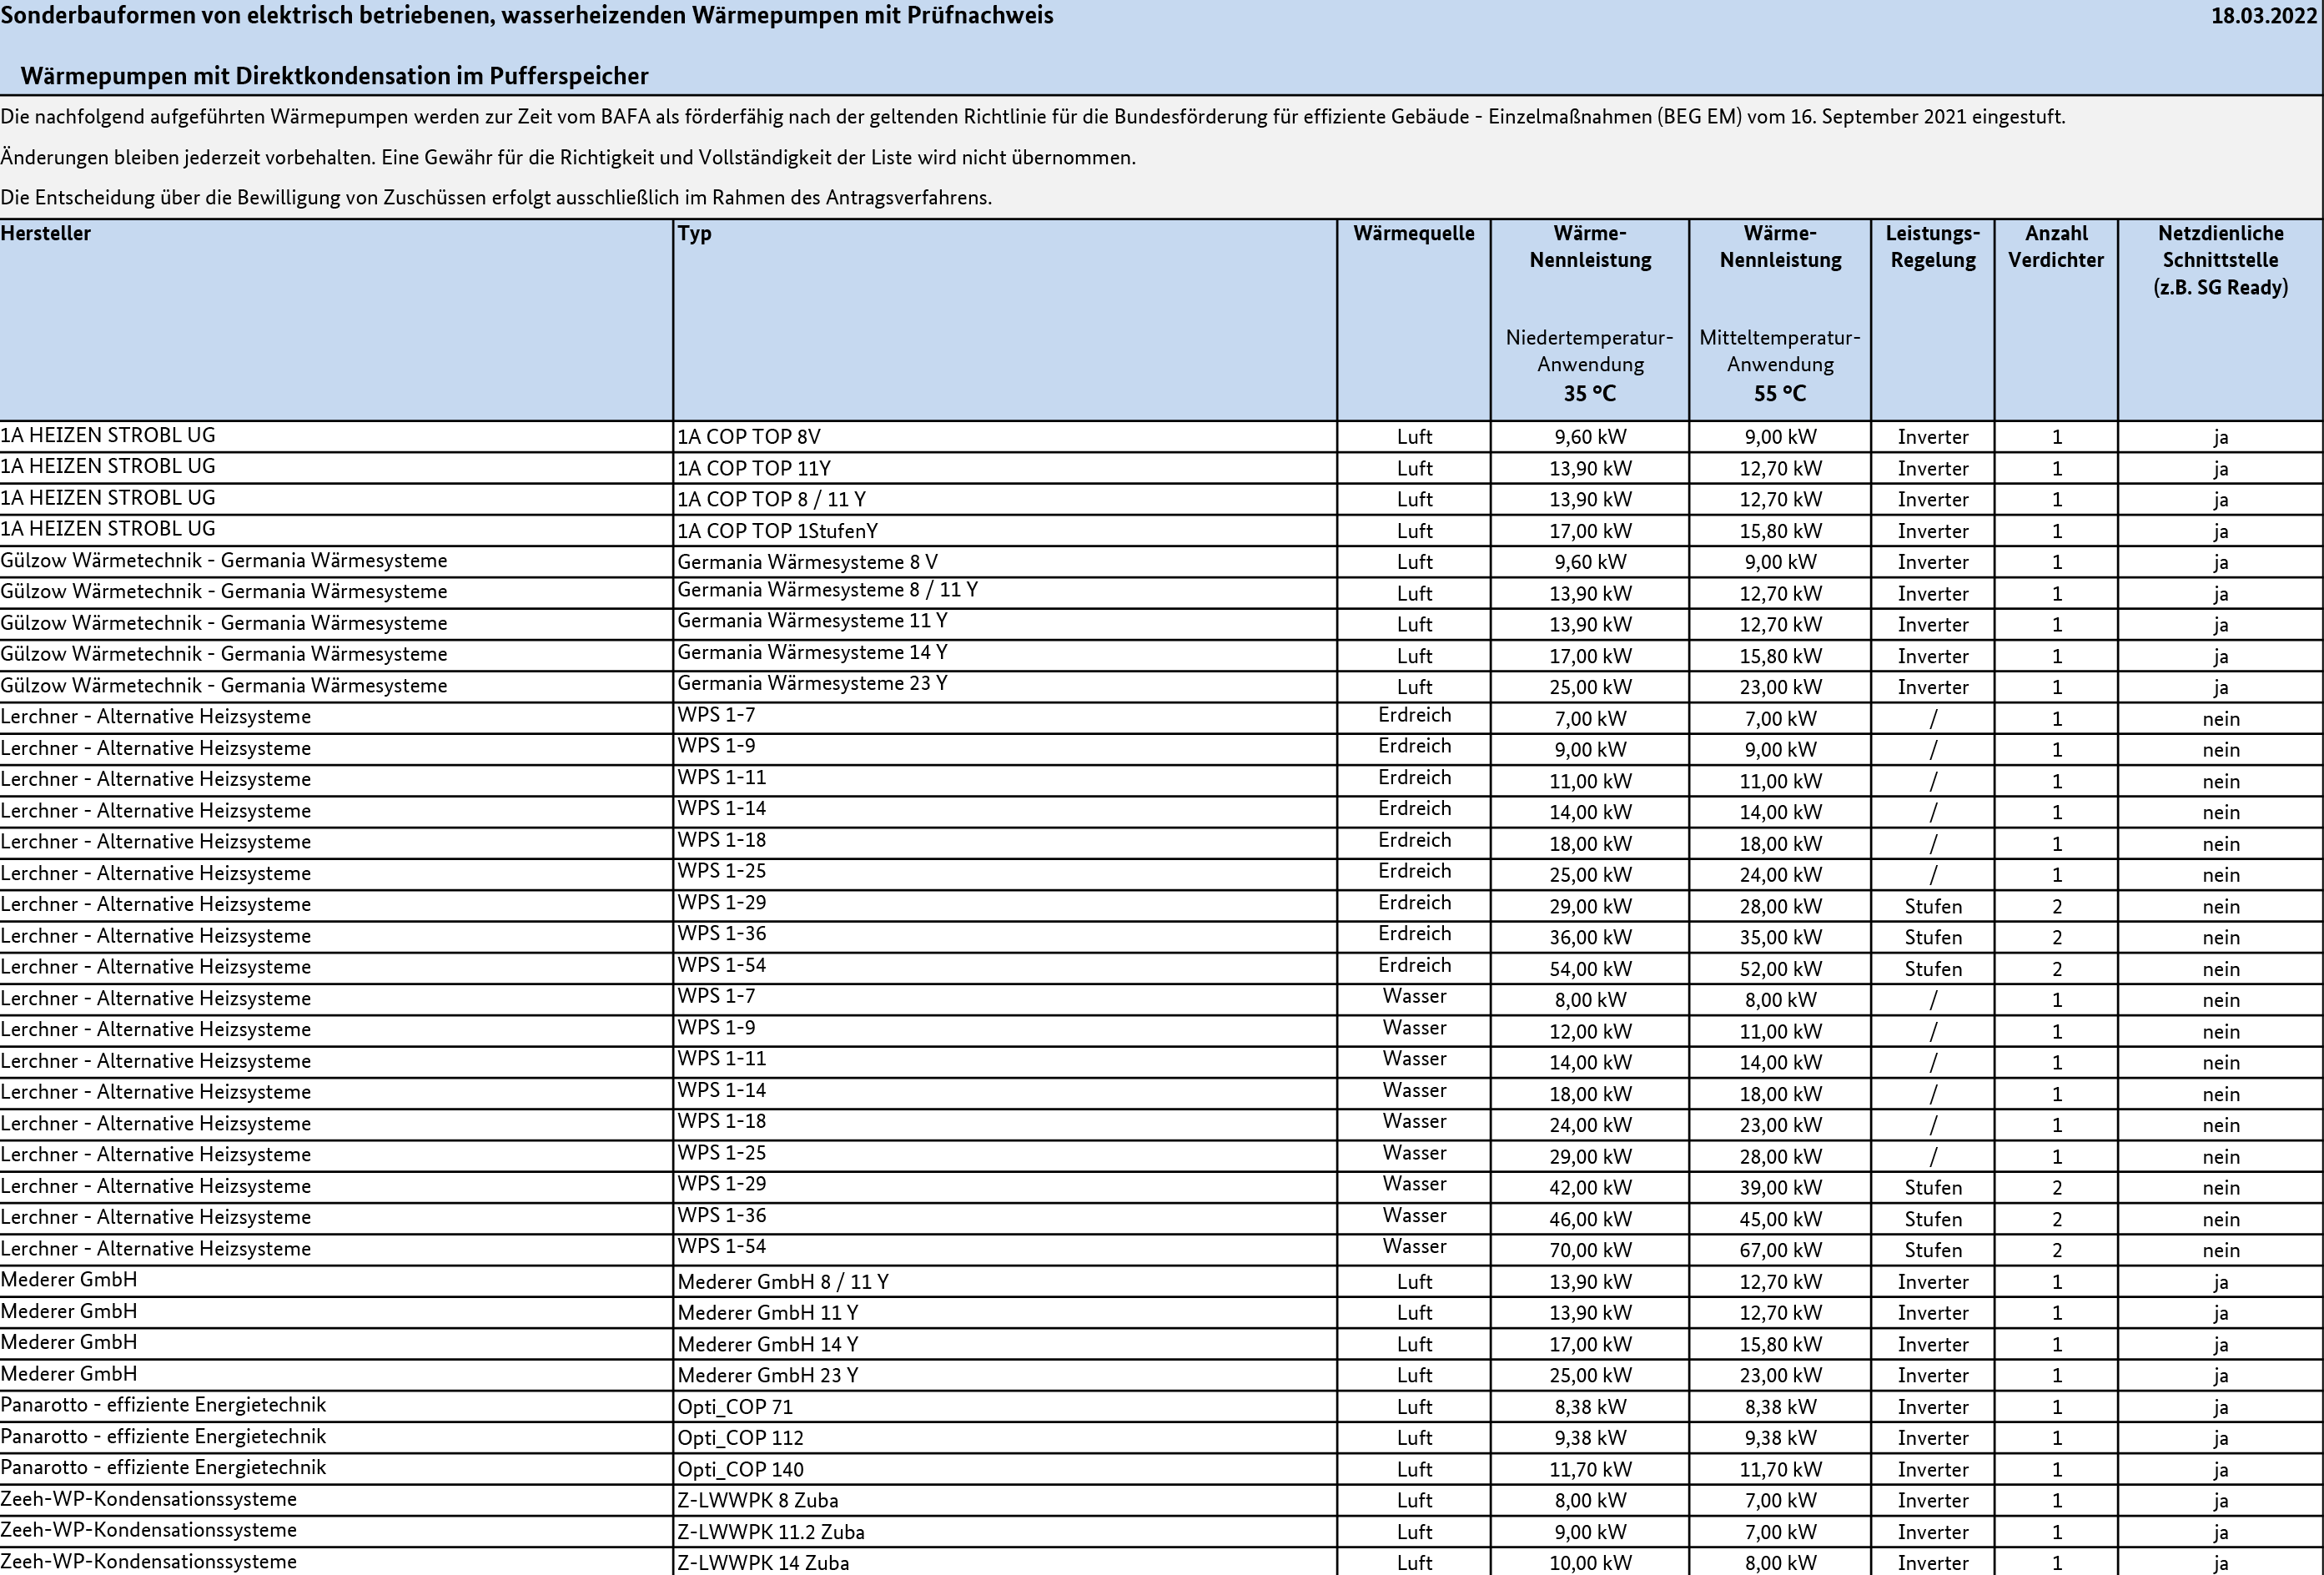 Sonderbauformen von elektrisch betriebenen, wasserheizenden Wärmepumpen mit Prüfnachweis 18.03.2022
Wärmepumpen mit Direktkondensation im Pufferspeicher
Die nachfolgend aufgeführten Wärmepumpen werden zur Zeit vom BAFA als förderfähig nach der geltenden Richtlinie für die Bundesförderung für effiziente Gebäude - Einzelmaßnahmen (BEG EM) vom 16. September 2021 eingestuft.
Änderungen bleiben jederzeit vorbehalten. Eine Gewähr für die Richtigkeit und Vollständigkeit der Liste wird nicht übernommen.
Die Entscheidung über die Bewilligung von Zuschüssen erfolgt ausschließlich im Rahmen des Antragsverfahrens.
Hersteller Typ Wärmequelle Wärme- Wärme- Leistungs- Anzahl Netzdienliche
Nennleistung Nennleistung Regelung Verdichter Schnittstelle
(z.B. SG Ready)
Niedertemperatur- Mitteltemperatur-
Anwendung Anwendung
35 °C 55 °C
1A HEIZEN STROBL UG 1A COP TOP 8V Luft 9,60 kW 9,00 kW Inverter 1 ja
1A HEIZEN STROBL UG 1A COP TOP 11Y Luft 13,90 kW 12,70 kW Inverter 1 ja
1A HEIZEN STROBL UG 1A COP TOP 8 / 11 Y Luft 13,90 kW 12,70 kW Inverter 1 ja
1A HEIZEN STROBL UG 1A COP TOP 1StufenY Luft 17,00 kW 15,80 kW Inverter 1 ja
Gülzow Wärmetechnik - Germania Wärmesysteme Germania Wärmesysteme 8 V Luft 9,60 kW 9,00 kW Inverter 1 ja
Gülzow Wärmetechnik - Germania Wärmesysteme Germania Wärmesysteme 8 / 11 Y Luft 13,90 kW 12,70 kW Inverter 1 ja
Gülzow Wärmetechnik - Germania Wärmesysteme Germania Wärmesysteme 11 Y Luft 13,90 kW 12,70 kW Inverter 1 ja
Gülzow Wärmetechnik - Germania Wärmesysteme Germania Wärmesysteme 14 Y Luft 17,00 kW 15,80 kW Inverter 1 ja
Gülzow Wärmetechnik - Germania Wärmesysteme Germania Wärmesysteme 23 Y Luft 25,00 kW 23,00 kW Inverter 1 ja
Lerchner - Alternative Heizsysteme WPS 1-7 Erdreich 7,00 kW 7,00 kW / 1 nein
Lerchner - Alternative Heizsysteme WPS 1-9 Erdreich 9,00 kW 9,00 kW / 1 nein
Lerchner - Alternative Heizsysteme WPS 1-11 Erdreich 11,00 kW 11,00 kW / 1 nein
Lerchner - Alternative Heizsysteme WPS 1-14 Erdreich 14,00 kW 14,00 kW / 1 nein
Lerchner - Alternative Heizsysteme WPS 1-18 Erdreich 18,00 kW 18,00 kW / 1 nein
Lerchner - Alternative Heizsysteme WPS 1-25 Erdreich 25,00 kW 24,00 kW / 1 nein
Lerchner - Alternative Heizsysteme WPS 1-29 Erdreich 29,00 kW 28,00 kW Stufen 2 nein
Lerchner - Alternative Heizsysteme WPS 1-36 Erdreich 36,00 kW 35,00 kW Stufen 2 nein
Lerchner - Alternative Heizsysteme WPS 1-54 Erdreich 54,00 kW 52,00 kW Stufen 2 nein
Lerchner - Alternative Heizsysteme WPS 1-7 Wasser 8,00 kW 8,00 kW / 1 nein
Lerchner - Alternative Heizsysteme WPS 1-9 Wasser 12,00 kW 11,00 kW / 1 nein
Lerchner - Alternative Heizsysteme WPS 1-11 Wasser 14,00 kW 14,00 kW / 1 nein
Lerchner - Alternative Heizsysteme WPS 1-14 Wasser 18,00 kW 18,00 kW / 1 nein
Lerchner - Alternative Heizsysteme WPS 1-18 Wasser 24,00 kW 23,00 kW / 1 nein
Lerchner - Alternative Heizsysteme WPS 1-25 Wasser 29,00 kW 28,00 kW / 1 nein
Lerchner - Alternative Heizsysteme WPS 1-29 Wasser 42,00 kW 39,00 kW Stufen 2 nein
Lerchner - Alternative Heizsysteme WPS 1-36 Wasser 46,00 kW 45,00 kW Stufen 2 nein
Lerchner - Alternative Heizsysteme WPS 1-54 Wasser 70,00 kW 67,00 kW Stufen 2 nein
Mederer GmbH Mederer GmbH 8 / 11 Y Luft 13,90 kW 12,70 kW Inverter 1 ja
Mederer GmbH Mederer GmbH 11 Y Luft 13,90 kW 12,70 kW Inverter 1 ja
Mederer GmbH Mederer GmbH 14 Y Luft 17,00 kW 15,80 kW Inverter 1 ja
Mederer GmbH Mederer GmbH 23 Y Luft 25,00 kW 23,00 kW Inverter 1 ja
Panarotto - effiziente Energietechnik Opti_COP 71 Luft 8,38 kW 8,38 kW Inverter 1 ja
Panarotto - effiziente Energietechnik Opti_COP 112 Luft 9,38 kW 9,38 kW Inverter 1 ja
Panarotto - effiziente Energietechnik Opti_COP 140 Luft 11,70 kW 11,70 kW Inverter 1 ja
Zeeh-WP-Kondensationssysteme Z-LWWPK 8 Zuba Luft 8,00 kW 7,00 kW Inverter 1 ja
Zeeh-WP-Kondensationssysteme Z-LWWPK 11.2 Zuba Luft 9,00 kW 7,00 kW Inverter 1 ja
Zeeh-WP-Kondensationssysteme Z-LWWPK 14 Zuba Luft 10,00 kW 8,00 kW Inverter 1 ja